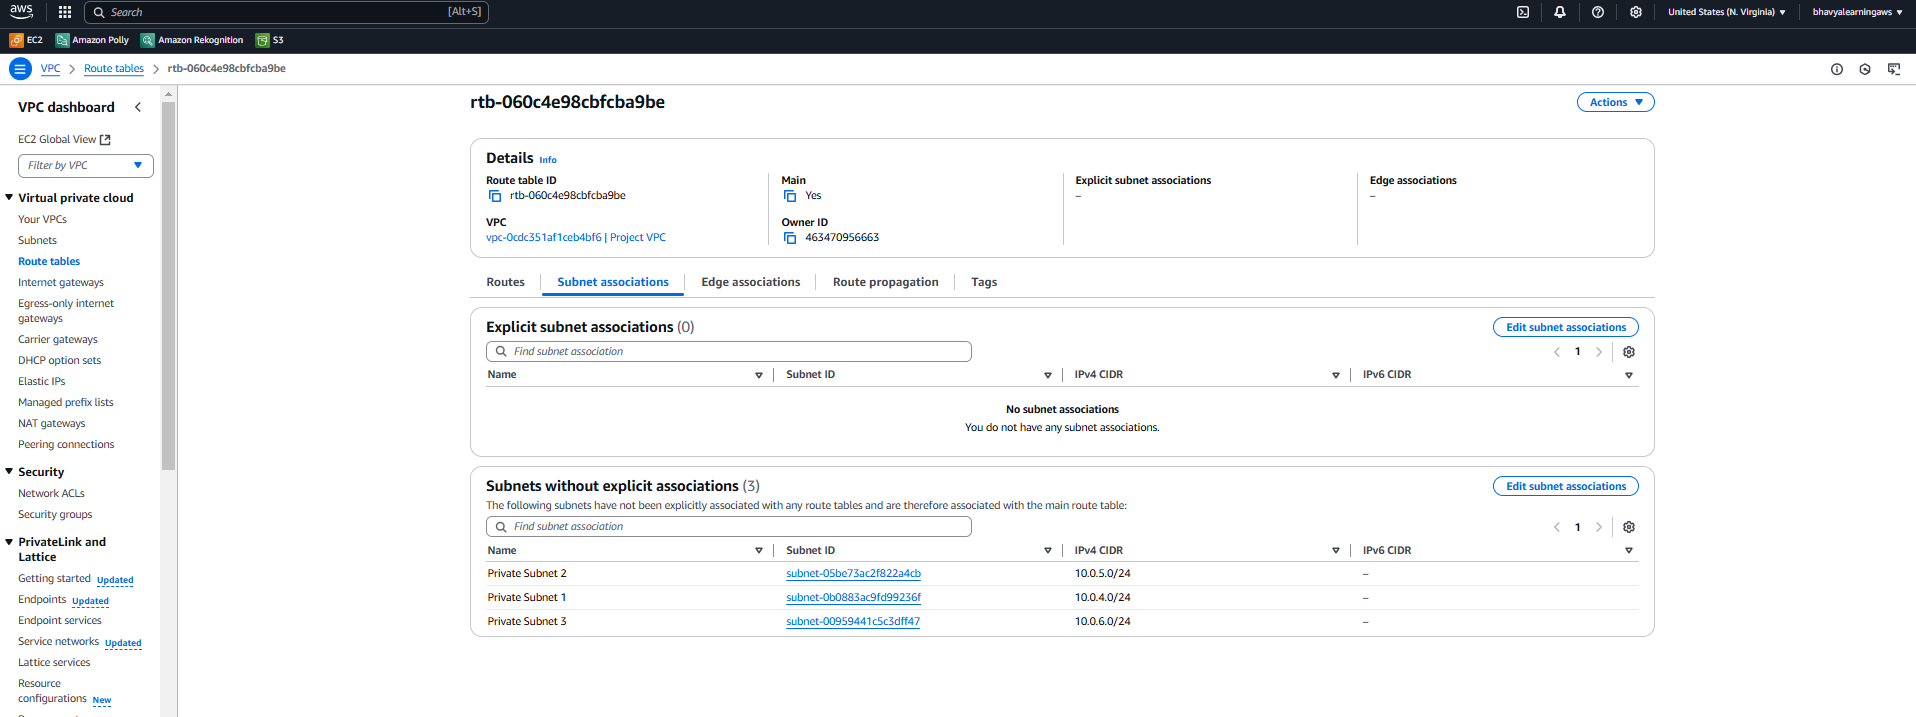 aws Search [Alt+S] United States (N. Virginia) bhavyalearningaws
EC2 Amazon Polly Amazon Rekognition S3
VPC Route tables rtb-060c4e98cbfcba9be
VPC dashboard
EC2 Global View
Filter by VPC
Virtual private cloud
Your VPCs
Subnets
Route tables
Internet gateways
Egress-only internet
gateways
Carrier gateways
DHCP option sets
Elastic IPs
Managed prefix lists
NAT gateways
Peering connections
Security
Network ACLs
Security groups
PrivateLink and
Lattice
Getting started Updated
Endpoints Updated
Endpoint services
Service networks Updated
Lattice services
Resource
configurations New
rtb-060c4e98cbfcba9be
Actions
Details Info
Route table ID
rtb-060c4e98cbfcba9be
Main
Yes
Explicit subnet associations
–
Edge associations
–
VPC
vpc-0cdc351af1ceb4bf6 | Project VPC
Owner ID
463470956663
Routes Subnet associations Edge associations Route propagation Tags
Explicit subnet associations (0)
Edit subnet associations
Find subnet association
1
Name Subnet ID IPv4 CIDR IPv6 CIDR
No subnet associations
You do not have any subnet associations.
Subnets without explicit associations (3)
Edit subnet associations
The following subnets have not been explicitly associated with any route tables and are therefore associated with the main route table:
Find subnet association
1
Name Subnet ID IPv4 CIDR IPv6 CIDR
Private Subnet 2 subnet-05be73ac2f822a4cb 10.0.5.0/24 –
Private Subnet 1 subnet-0b0883ac9fd99236f 10.0.4.0/24 –
Private Subnet 3 subnet-00959441c5c3dff47 10.0.6.0/24 –